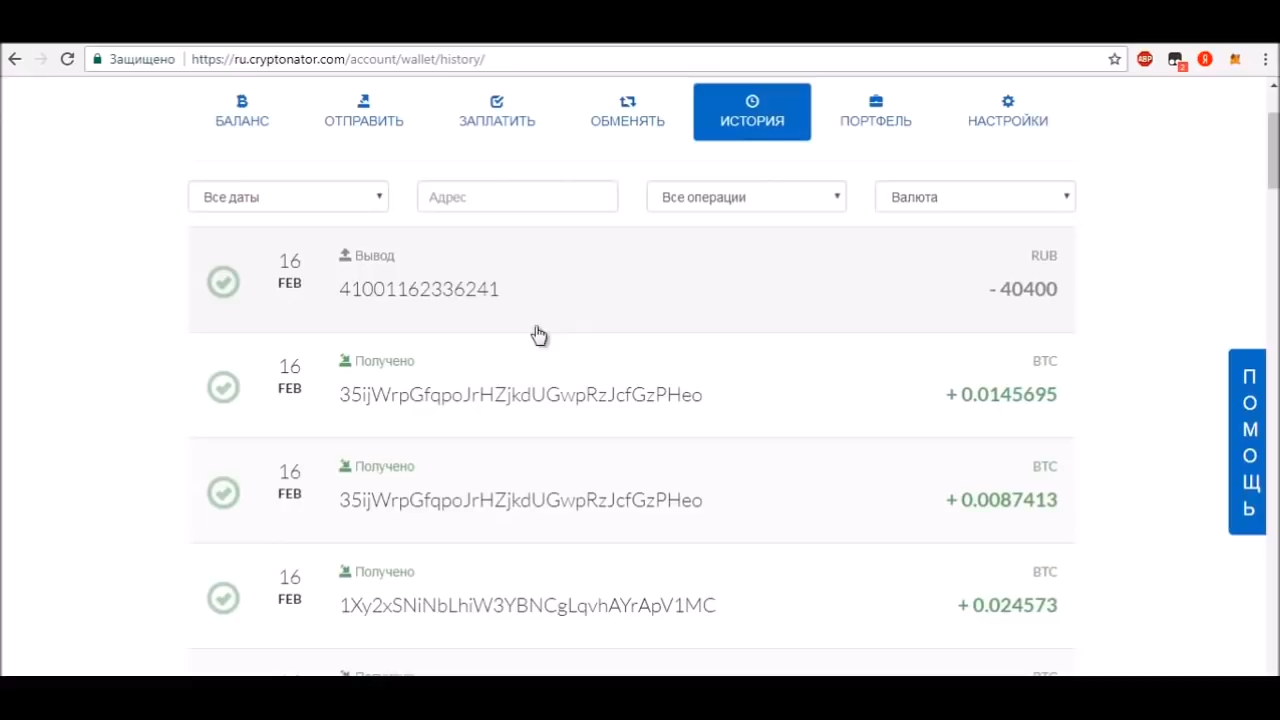 Защищено https://ru.cryptonator.com/account/wallet/history/
ABP 2 Я
БАЛАНС ОТПРАВИТЬ ЗАПЛАТИТЬ ОБМЕНЯТЬ ИСТОРИЯ ПОРТФЕЛЬ НАСТРОЙКИ
Все даты Адрес Все операции Валюта
16 FEB
Вывод RUB
41001162336241 - 40400
16 FEB
Получено BTC
35ijWrpGfqpoJrHZjkdUGwpRzJcfGzPHeo + 0.0145695
16 FEB
Получено BTC
35ijWrpGfqpoJrHZjkdUGwpRzJcfGzPHeo + 0.0087413
16 FEB
Получено BTC
1Xy2xSNiNbLhiW3YBNCgLqvhAYrApV1MC + 0.024573
ПОМОЩЬ